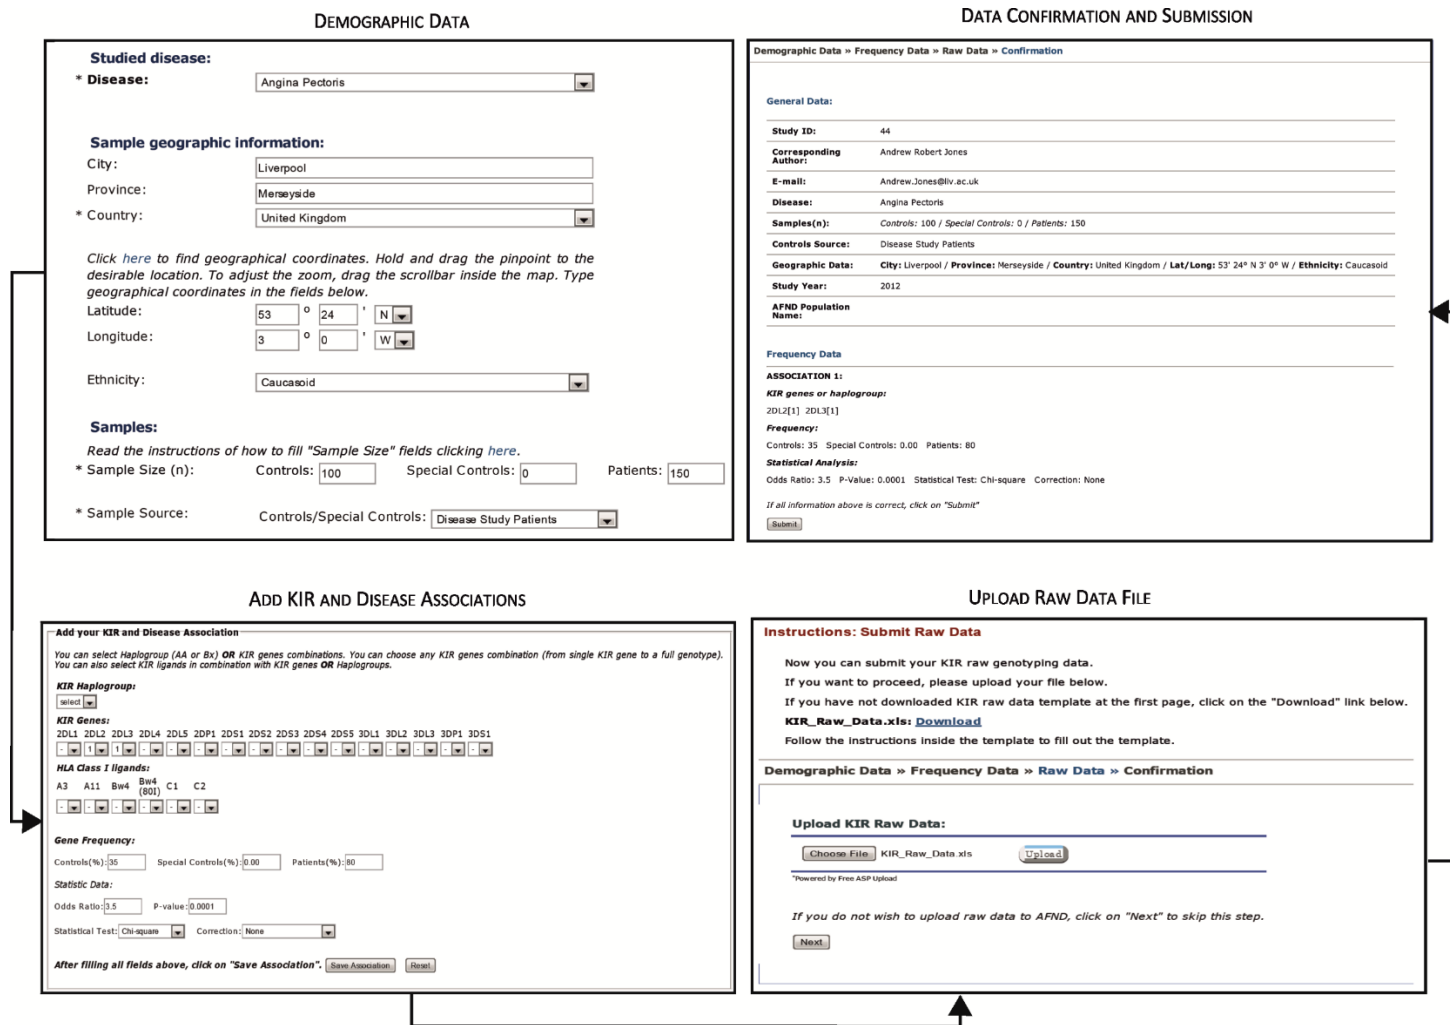 DEMOGRAPHIC DATA
Studied disease:
* Disease: Angina Pectoris
Sample geographic information:
City: Liverpool
Province: Merseyside
* Country: United Kingdom
Click here to find geographical coordinates. Hold and drag the pinpoint to the
desirable location. To adjust the zoom, drag the scrollbar inside the map. Type
geographical coordinates in the fields below.
Latitude: 53 º 24 ' N
Longitude: 3 º 0 ' W
Ethnicity: Caucasoid
Samples:
Read the instructions of how to fill "Sample Size" fields clicking here.
* Sample Size (n): Controls: 100 Special Controls: 0 Patients: 150
* Sample Source: Controls/Special Controls: Disease Study Patients
DATA CONFIRMATION AND SUBMISSION
Demographic Data » Frequency Data » Raw Data » Confirmation
General Data:
Study ID: 44
Corresponding Author: Andrew Robert Jones
E-mail: Andrew.Jones@liv.ac.uk
Disease: Angina Pectoris
Samples(n): Controls: 100 / Special Controls: 0 / Patients: 150
Controls Source: Disease Study Patients
Geographic Data: City: Liverpool / Province: Merseyside / Country: United Kingdom / Lat/Long: 53' 24º N 3' 0º W / Ethnicity: Caucasoid
Study Year: 2012
AFND Population Name:
Frequency Data
ASSOCIATION 1:
KIR genes or haplogroup:
2DL2[1] 2DL3[1]
Frequency:
Controls: 35 Special Controls: 0.00 Patients: 80
Statistical Analysis:
Odds Ratio: 3.5 P-Value: 0.0001 Statistical Test: Chi-square Correction: None
If all information above is correct, click on "Submit"
Submit
ADD KIR AND DISEASE ASSOCIATIONS
Add your KIR and Disease Association
You can select Haplogroup (AA or Bx) OR KIR genes combinations. You can choose any KIR genes combination (from single KIR gene to a full genotype).
You can also select KIR ligands in combination with KIR genes OR Haplogroups.
KIR Haplogroup:
select
KIR Genes:
2DL1 2DL2 2DL3 2DL4 2DL5 2DP1 2DS1 2DS2 2DS3 2DS4 2DS5 3DL1 3DL2 3DL3 3DP1 3DS1
- 1 1 - - - - - - - - - - - - -
HLA Class I ligands:
A3 A11 Bw4 Bw4 (80I) C1 C2
- - - - - -
Gene Frequency:
Controls(%): 35 Special Controls(%): 0.00 Patients(%): 80
Statistic Data:
Odds Ratio: 3.5 P-value: 0.0001
Statistical Test: Chi-square Correction: None
After filling all fields above, click on "Save Association". Save Association Reset
UPLOAD RAW DATA FILE
Instructions: Submit Raw Data
Now you can submit your KIR raw genotyping data.
If you want to proceed, please upload your file below.
If you have not downloaded KIR raw data template at the first page, click on the "Download" link below.
KIR_Raw_Data.xls: Download
Follow the instructions inside the template to fill out the template.
Demographic Data » Frequency Data » Raw Data » Confirmation
Upload KIR Raw Data:
Choose File KIR_Raw_Data.xls Upload
*Powered by Free ASP Upload
If you do not wish to upload raw data to AFND, click on "Next" to skip this step.
Next